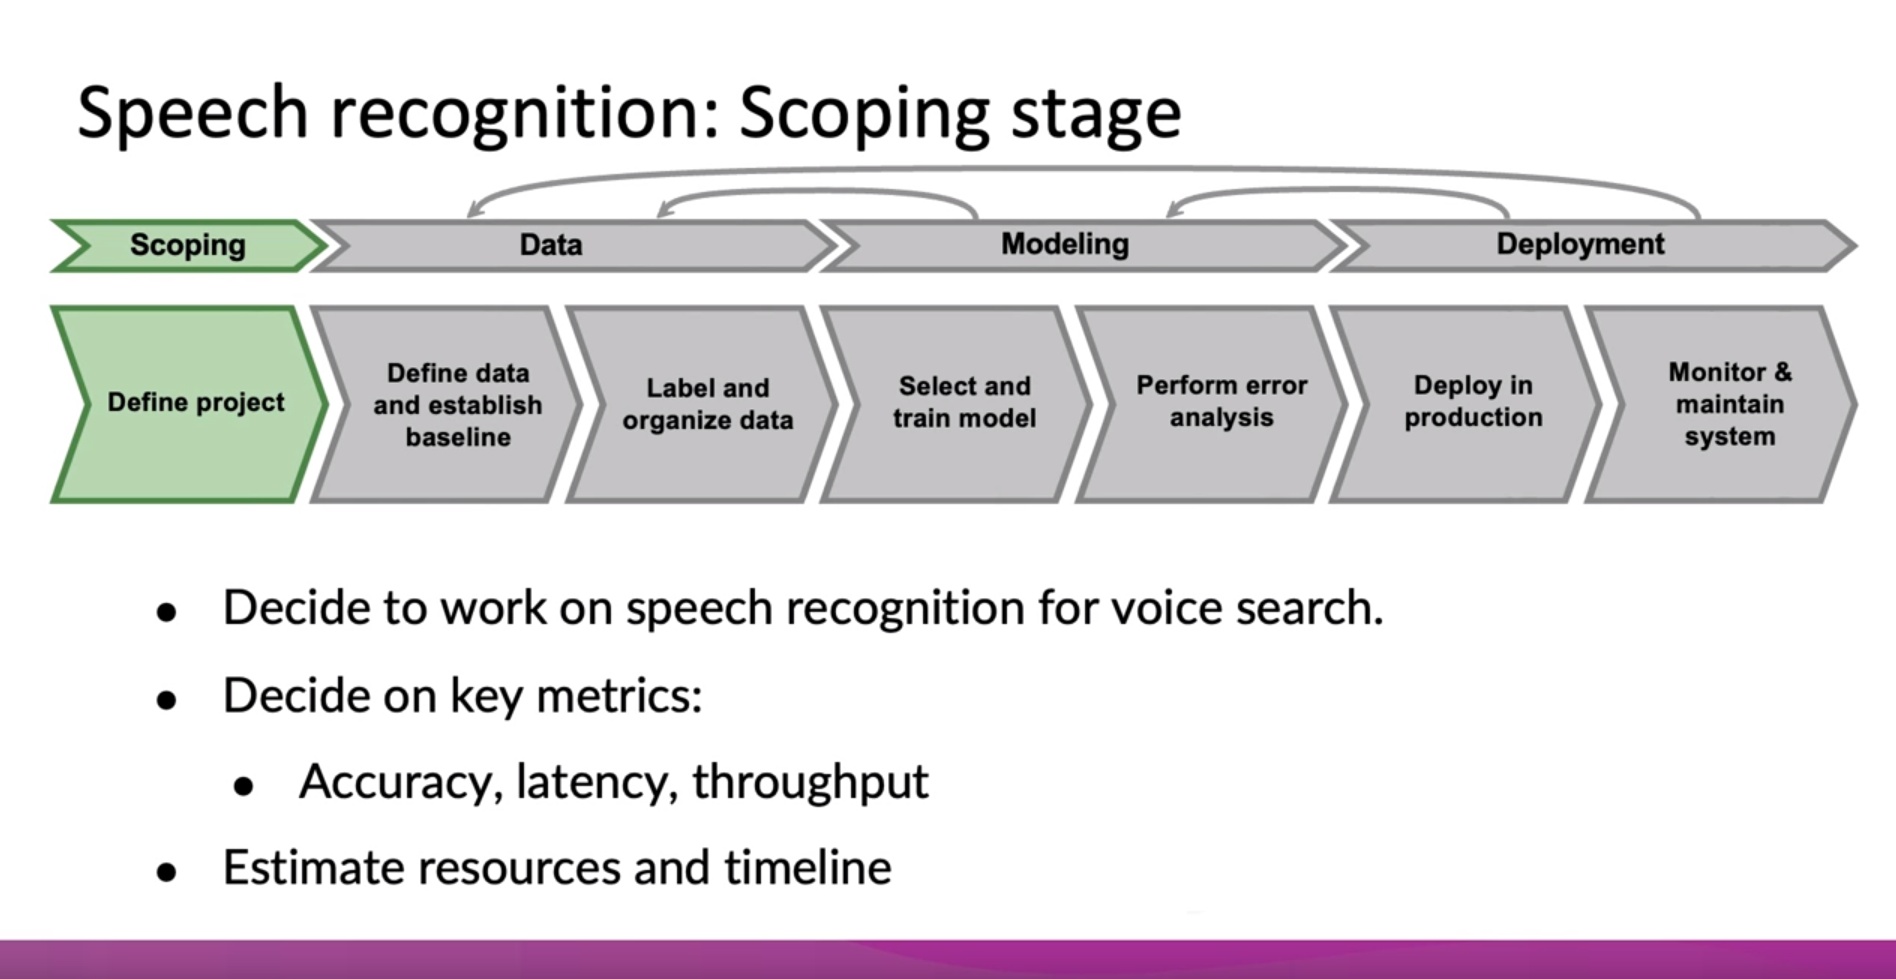 Speech recognition: Scoping stage
Scoping
Data
Modeling
Deployment
Define project
Define data
and establish
baseline
Label and
organize data
Select and
train model
Perform error
analysis
Deploy in
production
Monitor &
maintain
system
• Decide to work on speech recognition for voice search.
• Decide on key metrics:
• Accuracy, latency, throughput
• Estimate resources and timeline